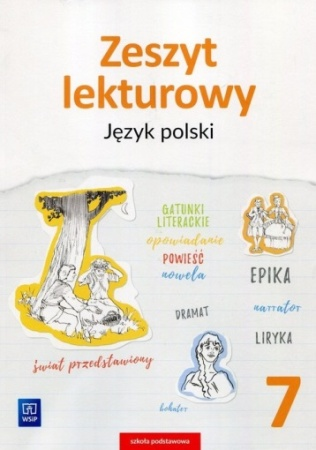 Zeszyt
lekturowy
Język polski
GATUNKI
LITERACKIE
opowiadanie
POWIEŚĆ
nowela
EPIKA
DRAMAT
narrator
LIRYKA
świat przedstawiony
bohater
7
WSiP
szkoła podstawowa